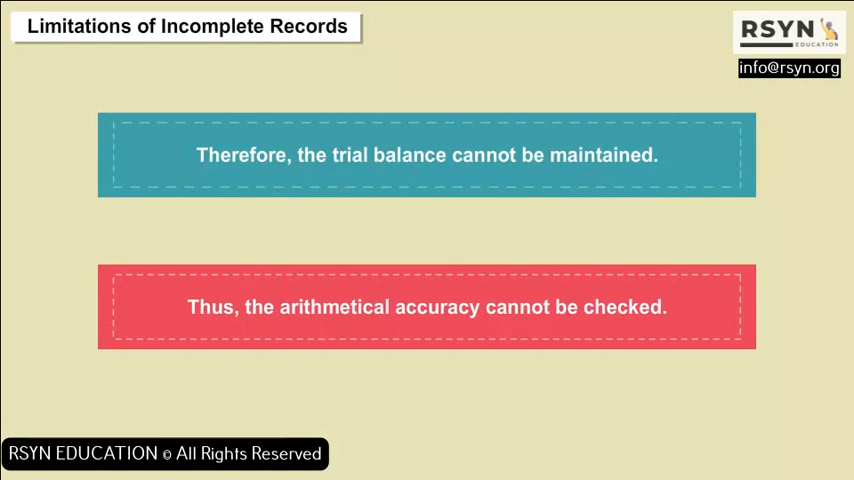 Limitations of Incomplete Records
RSYN
EDUCATION
info@rsyn.org
Therefore, the trial balance cannot be maintained.
Thus, the arithmetical accuracy cannot be checked.
RSYN EDUCATION © All Rights Reserved